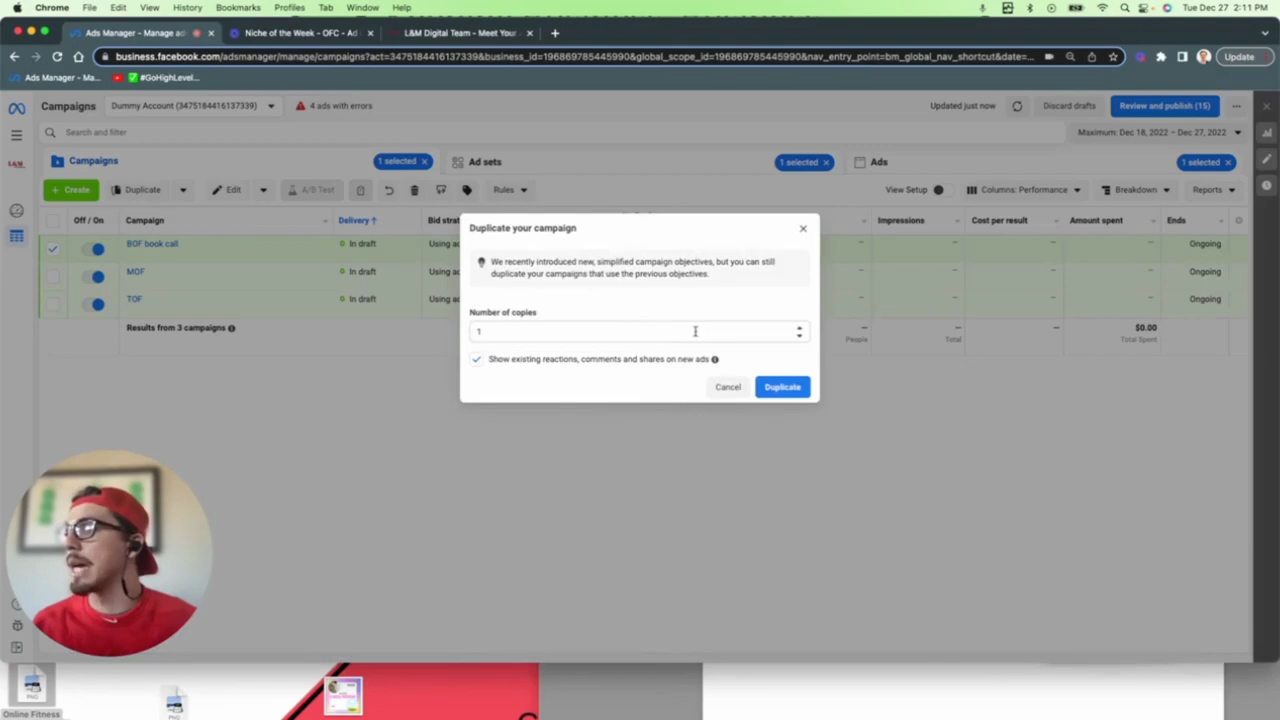 Chrome File Edit View History Bookmarks Profiles Tab Window Help Tue Dec 27 2:11 PM
Ads Manager - Manage ad Niche of the Week - OFC - Ad L&M Digital Team - Meet Your
business.facebook.com/adsmanager/manage/campaigns?act=3475184416137339&business_id=196869785445990&global_scope_id=196869785445990&nav_entry_point=bm_global_nav_shortcut&date=... Update
Ads Manager - Ma... #GoHighLevel...
Campaigns Dummy Account (3475184416137339) 4 ads with errors Updated just now Discard drafts Review and publish (15)
Search and filter Maximum: Dec 18, 2022 – Dec 27, 2022
Campaigns 1 selected Ad sets 1 selected Ads 1 selected
L&M
+ Create Duplicate Edit A/B Test Rules View Setup Columns: Performance Breakdown Reports
Off / On Campaign Delivery ↑ Bid strat Impressions Cost per result Amount spent Ends
BOF book call In draft Using ad – – – Ongoing
MOF In draft Using ad – – – Ongoing
TOF In draft Using ad – – – Ongoing
Results from 3 campaigns – – – $0.00
People Total Total Spent
Duplicate your campaign
We recently introduced new, simplified campaign objectives, but you can still
duplicate your campaigns that use the previous objectives.
Number of copies
1
Show existing reactions, comments and shares on new ads
Cancel Duplicate
PNG
PNG
Online Fitness